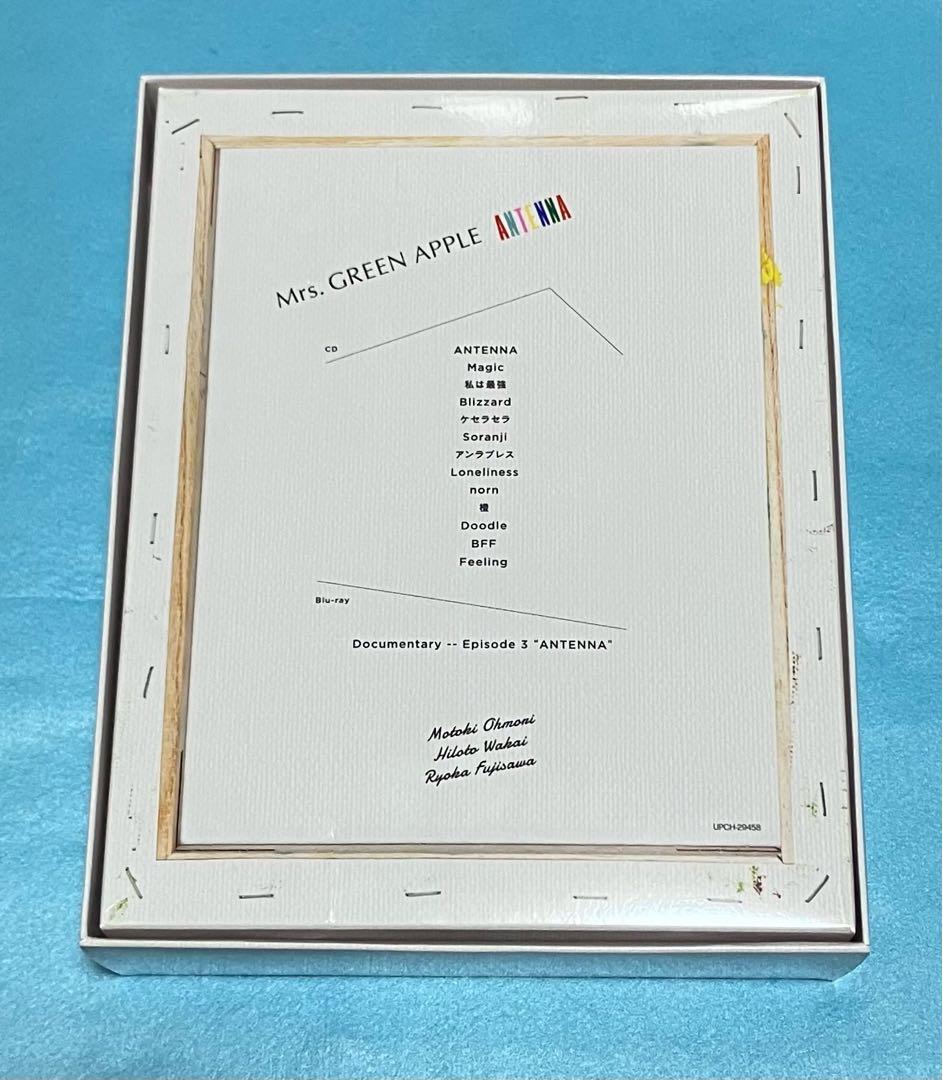 Mrs. GREEN APPLE ANTENNA
CD
ANTENNA
Magic
私は最強
Blizzard
ケセラセラ
Soranji
アンラブレス
Loneliness
norn
橙
Doodle
BFF
Feeling
Blu-ray
Documentary -- Episode 3 "ANTENNA"
Motoki Ohmori
Hiloto Wakai
Ryoka Fujisawa
UPCH-29458